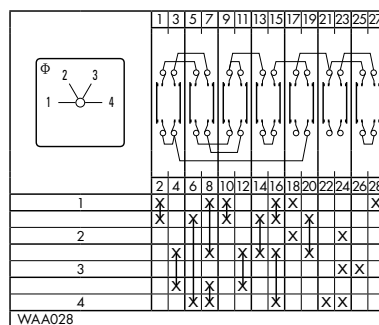 1 3 5 7 9 11 13 15 17 19 21 23 25 27
Φ
2 3
1 4
2 4 6 8 10 12 14 16 18 20 22 24 26 28
1 X X X X X X
X X X X X
2 X X
X X X X X
3 X X
X X X
4 X X X X X
WAA028